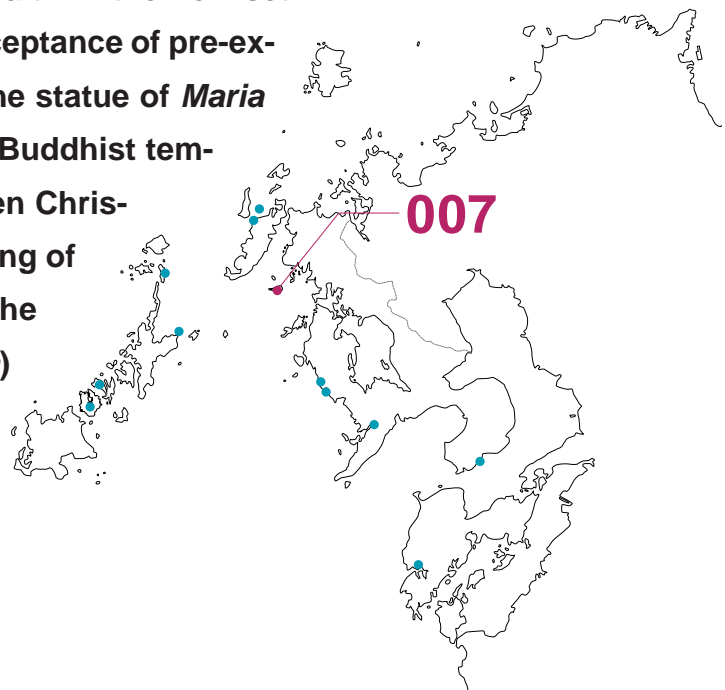 ceptance of pre-ex-
he statue of Maria
Buddhist tem-
en Chris-
ng of
he
)
007